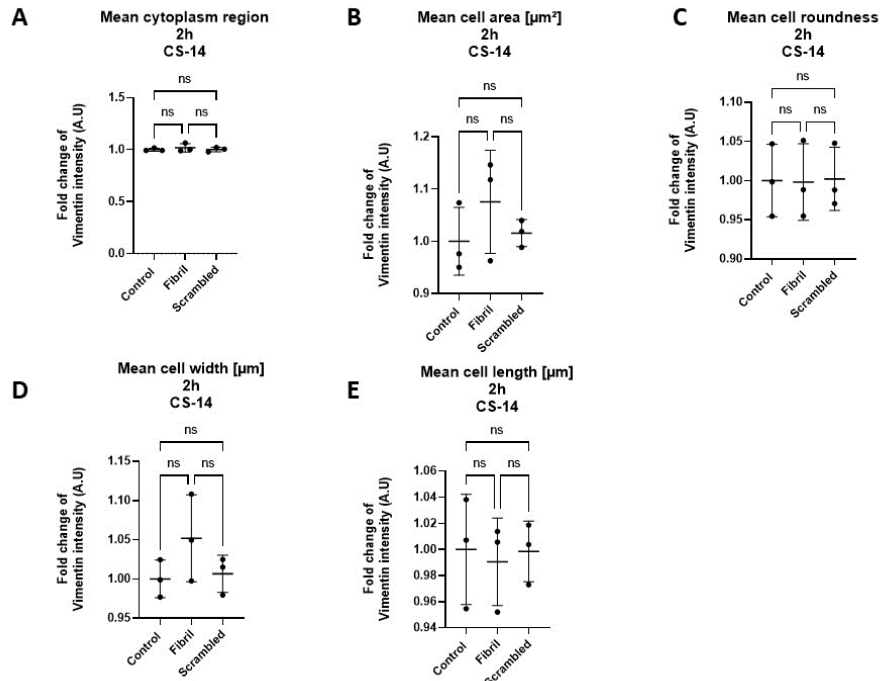 A
Mean cytoplasm region
2h
CS-14
ns
ns ns
Fold change of
Vimentin intensity (A.U)
1.5
1.0
0.5
0.0
Control
Fibril
Scrambled
B
Mean cell area [µm²]
2h
CS-14
ns
ns ns
Fold change of
Vimentin intensity (A.U)
1.2
1.1
1.0
0.9
Control
Fibril
Scrambled
C
Mean cell roundness
2h
CS-14
ns
ns ns
Fold change of
Vimentin intensity (A.U)
1.10
1.05
1.00
0.95
0.90
Control
Fibril
Scrambled
D
Mean cell width [µm]
2h
CS-14
ns
ns ns
Fold change of
Vimentin intensity (A.U)
1.15
1.10
1.05
1.00
0.95
Control
Fibril
Scrambled
E
Mean cell length [µm]
2h
CS-14
ns
ns ns
Fold change of
Vimentin intensity (A.U)
1.06
1.04
1.02
1.00
0.98
0.96
0.94
Control
Fibril
Scrambled